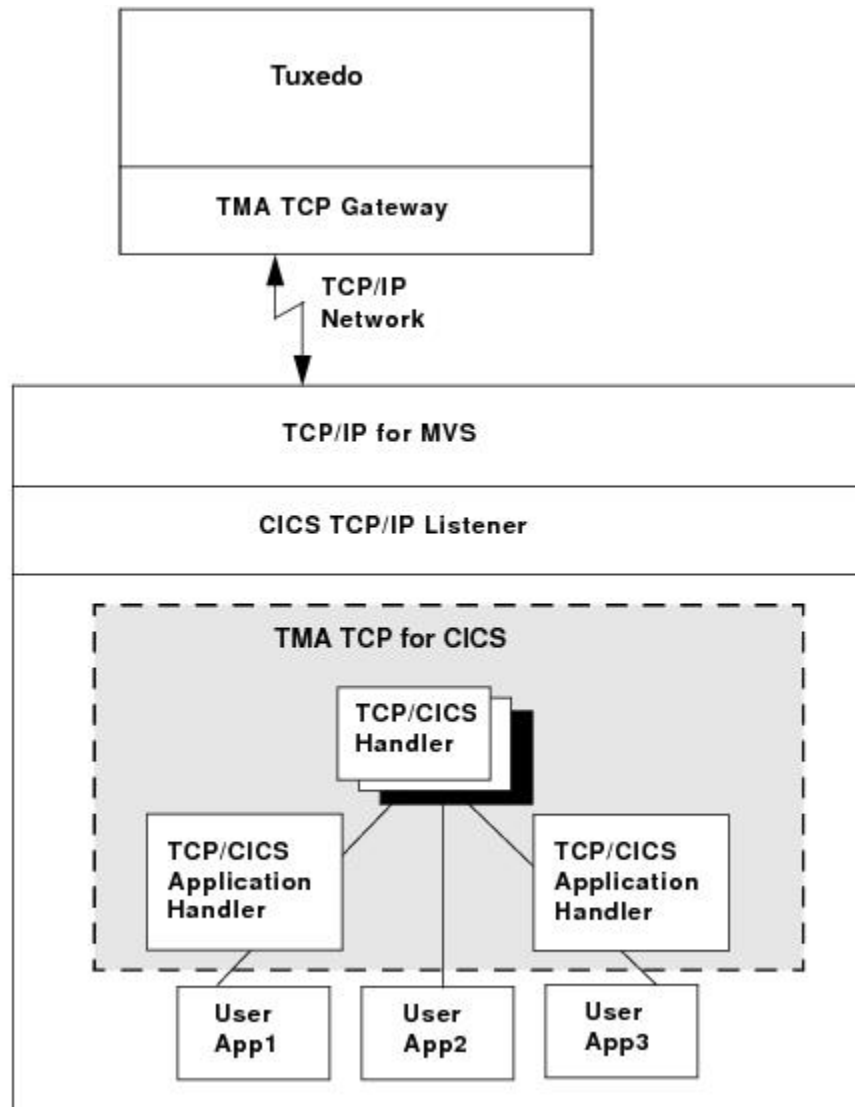 Tuxedo
TMA TCP Gateway
TCP/IP
Network
TCP/IP for MVS
CICS TCP/IP Listener
TMA TCP for CICS
TCP/CICS
Handler
TCP/CICS
Application
Handler
TCP/CICS
Application
Handler
User
App1
User
App2
User
App3